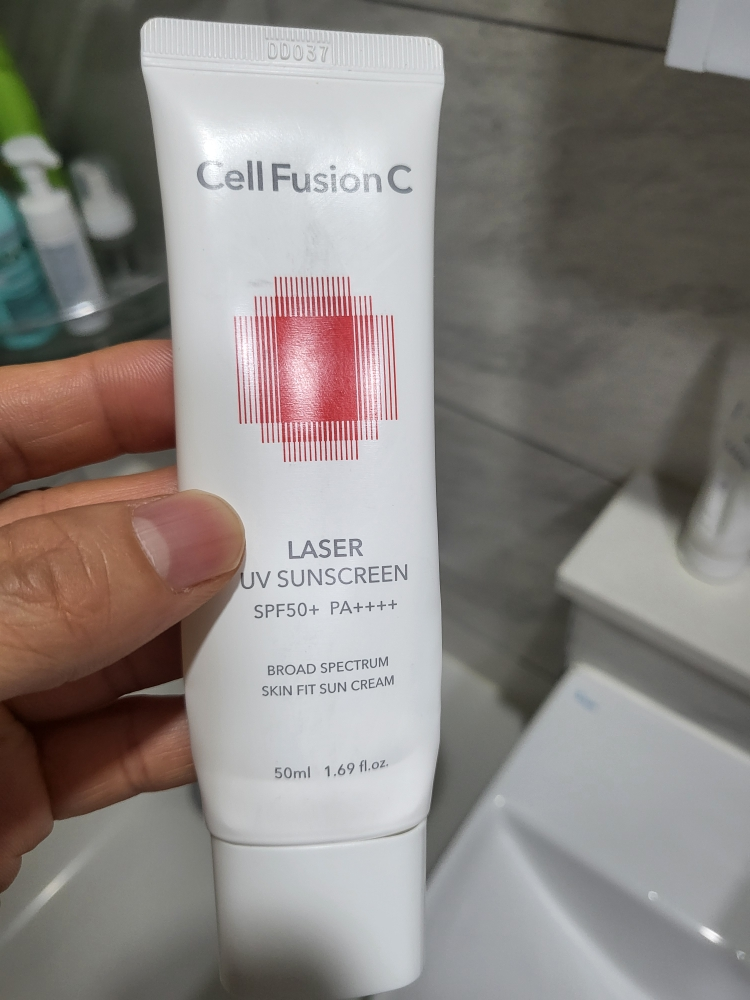 DD037
Cell Fusion C
LASER
UV SUNSCREEN
SPF50+ PA++++
BROAD SPECTRUM
SKIN FIT SUN CREAM
50ml 1.69 fl.oz.